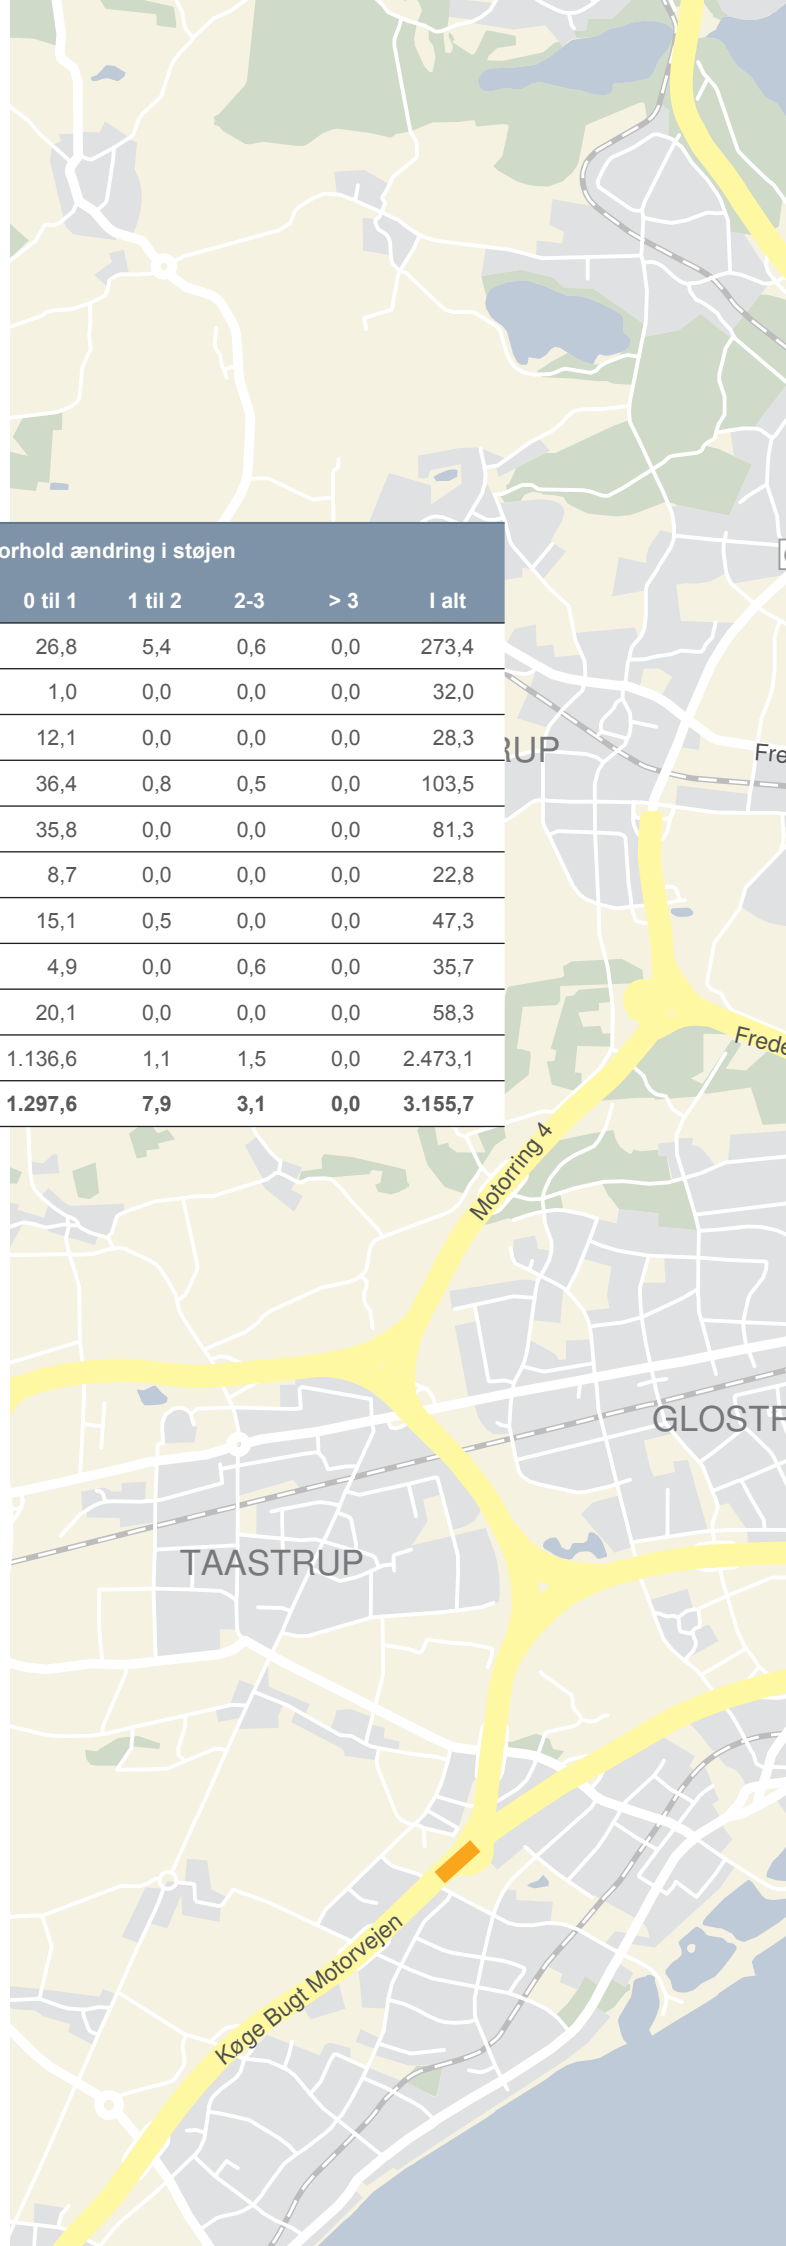 orhold ændring i støjen
0 til 1 1 til 2 2-3 > 3 I alt
26,8 5,4 0,6 0,0 273,4
1,0 0,0 0,0 0,0 32,0
12,1 0,0 0,0 0,0 28,3
36,4 0,8 0,5 0,0 103,5
35,8 0,0 0,0 0,0 81,3
8,7 0,0 0,0 0,0 22,8
15,1 0,5 0,0 0,0 47,3
4,9 0,0 0,6 0,0 35,7
20,1 0,0 0,0 0,0 58,3
1.136,6 1,1 1,5 0,0 2.473,1
1.297,6 7,9 3,1 0,0 3.155,7
RUP
Fre
Frede
Motorring 4
GLOSTR
TAASTRUP
Køge Bugt Motorvejen